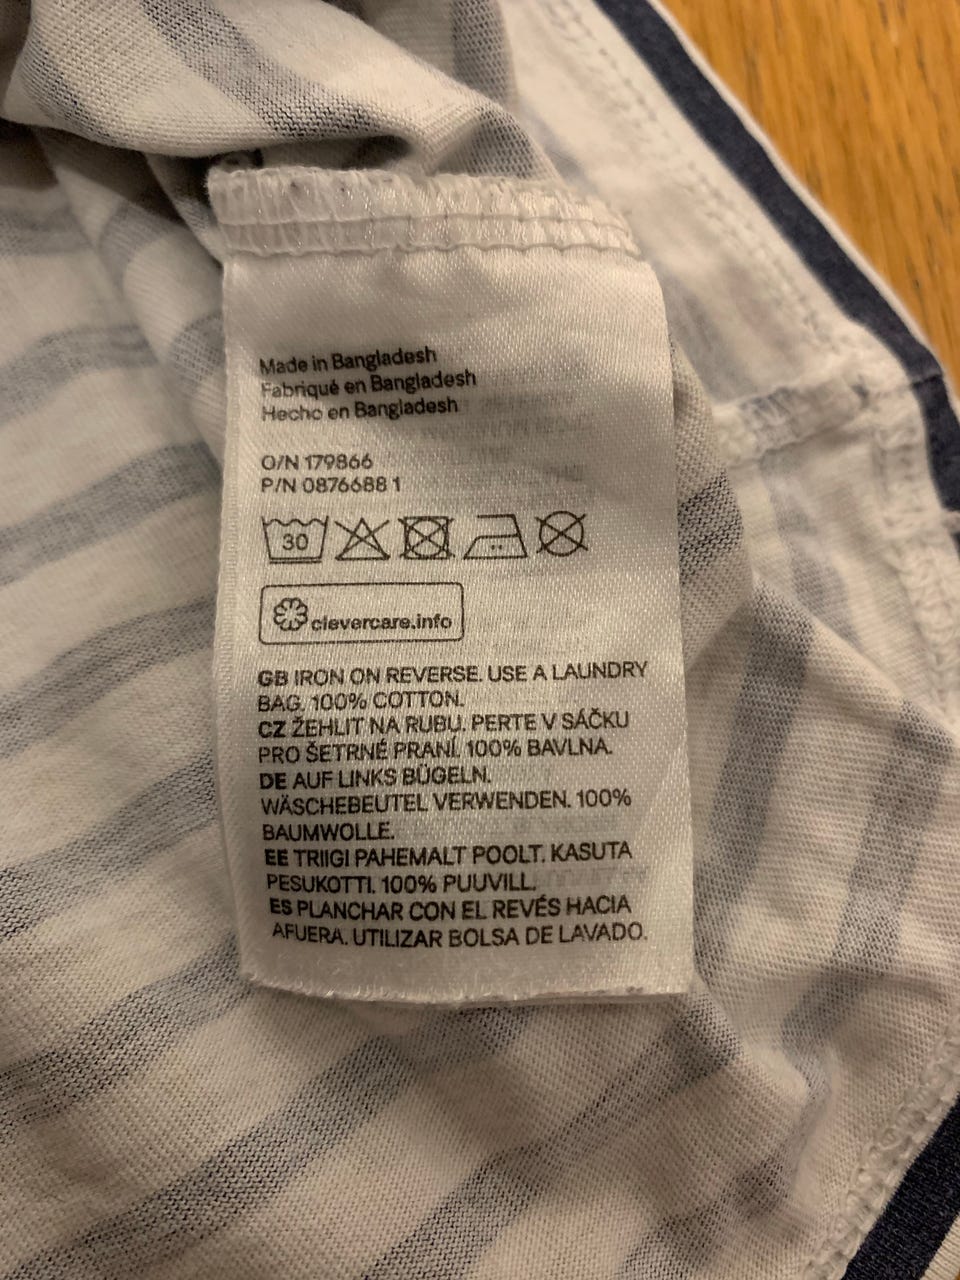 Made in Bangladesh
Fabriqué en Bangladesh
Hecho en Bangladesh
O/N 179866
P/N 0876688 1
30
clevercare.info
GB IRON ON REVERSE. USE A LAUNDRY
BAG. 100% COTTON.
CZ ŽEHLIT NA RUBU. PERTE V SÁČKU
PRO ŠETRNÉ PRANÍ. 100% BAVLNA.
DE AUF LINKS BÜGELN.
WÄSCHEBEUTEL VERWENDEN. 100%
BAUMWOLLE.
EE TRIIGI PAHEMALT POOLT. KASUTA
PESUKOTTI. 100% PUUVILL.
ES PLANCHAR CON EL REVÉS HACIA
AFUERA. UTILIZAR BOLSA DE LAVADO.